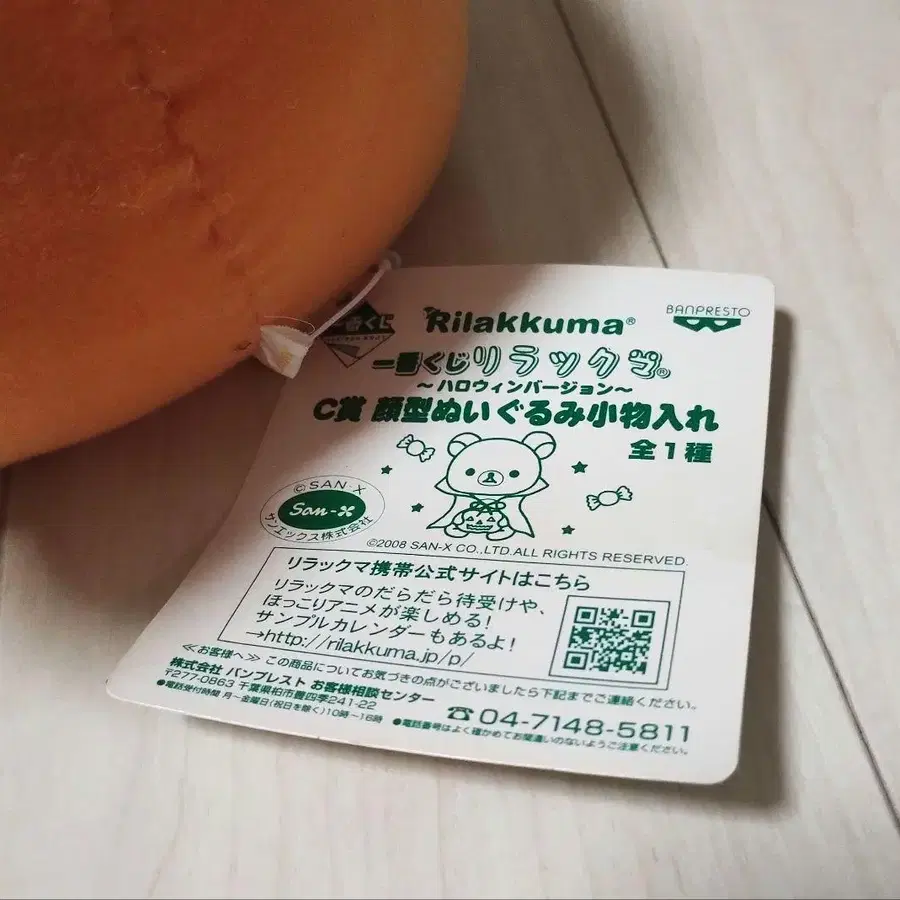 一番くじ
Rilakkuma®
BANPRESTO
一番くじリラックマ®
～ハロウィンバージョン～
C賞 顔型ぬいぐるみ小物入れ
全1種
©SAN-X
San-X
サンエックス株式会社
©2008 SAN-X CO.,LTD.ALL RIGHTS RESERVED.
リラックマ携帯公式サイトはこちら
リラックマのだらだら待受けや、
ほっこりアニメが楽しめる!
サンプルカレンダーもあるよ!
→http://rilakkuma.jp/p/
≪お客様へ≫ この商品についてお気づきの点がございましたら下記までご連絡ください。
株式会社 バンプレスト お客様相談センター
〒277-0863 千葉県柏市豊四季241-22
☎04-7148-5811
●電話受付時間 月～金曜日(祝日を除く)10時～16時 ●電話番号はよく確かめてお間違いのないようご注意ください。